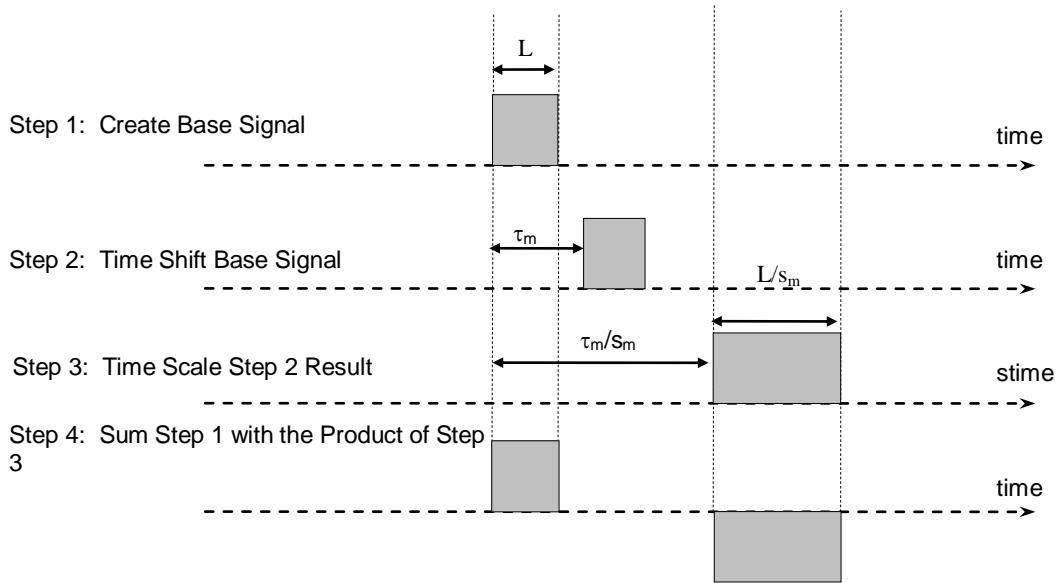 L
Step 1: Create Base Signal
time
τm
Step 2: Time Shift Base Signal
time
L/sm
τm/sm
Step 3: Time Scale Step 2 Result
stime
Step 4: Sum Step 1 with the Product of Step
3
time